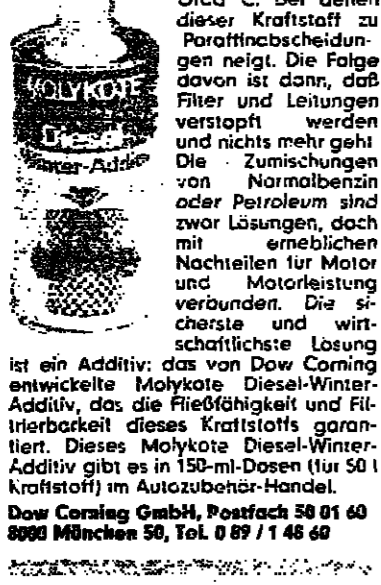 dieser Kraftstoff zu
Paraffinabscheidun-
gen neigt. Die Folge
davon ist dann, daß
Filter und Leitungen
verstopft werden
und nichts mehr geht
Die Zumischungen
von Normalbenzin
oder Petroleum sind
zwar Lösungen, doch
mit erheblichen
Nachteilen für Motor
und Motorleistung
verbunden. Die si-
cherste und wirt-
schaftlichste Lösung
ist ein Additiv: das von Dow Corning
entwickelte Molykote Diesel-Winter-
Additiv, das die Fließfähigkeit und Fil-
trierbarkeit dieses Kraftstoffs garan-
tiert. Dieses Molykote Diesel-Winter-
Additiv gibt es in 150-ml-Dosen (für 50 l
Kraftstoff) im Autozubehör-Handel.
Dow Corning GmbH, Postfach 50 01 60
8000 München 50, Tel. 0 89 / 1 48 60
MOLYKOTE
Diesel
Winter-Additiv